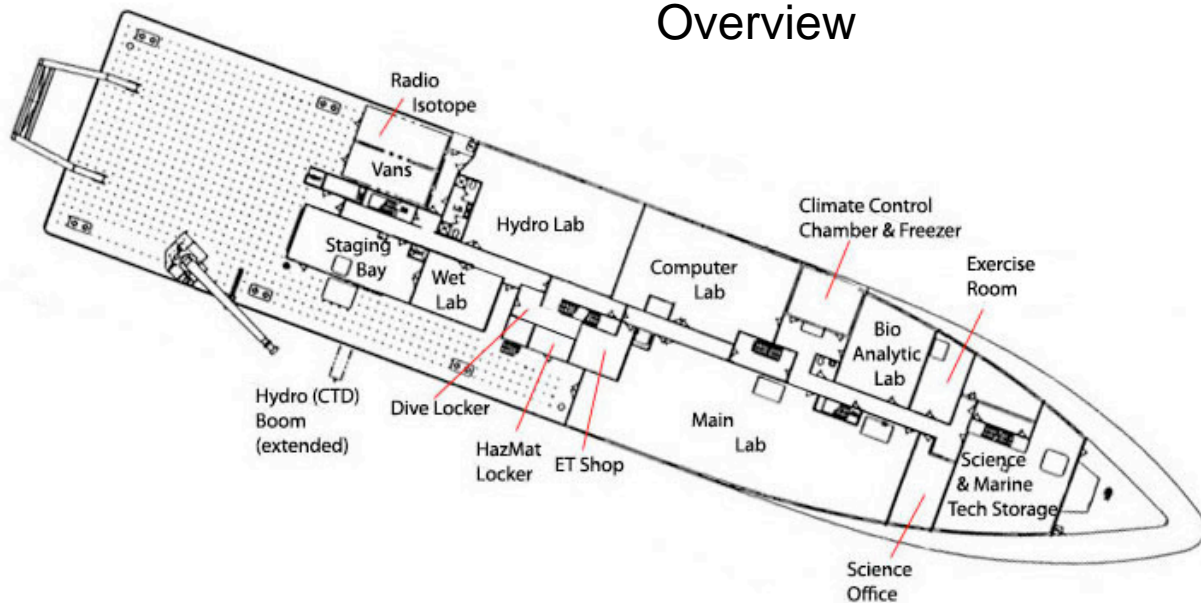 Overview
Radio
Isotope
Vans
Hydro Lab
Climate Control
Chamber & Freezer
Exercise
Room
Computer
Lab
Staging
Bay
Wet
Lab
Bio
Analytic
Lab
Hydro (CTD)
Boom
(extended)
Dive Locker
HazMat
Locker
ET Shop
Main
Lab
Science
& Marine
Tech Storage
Science
Office